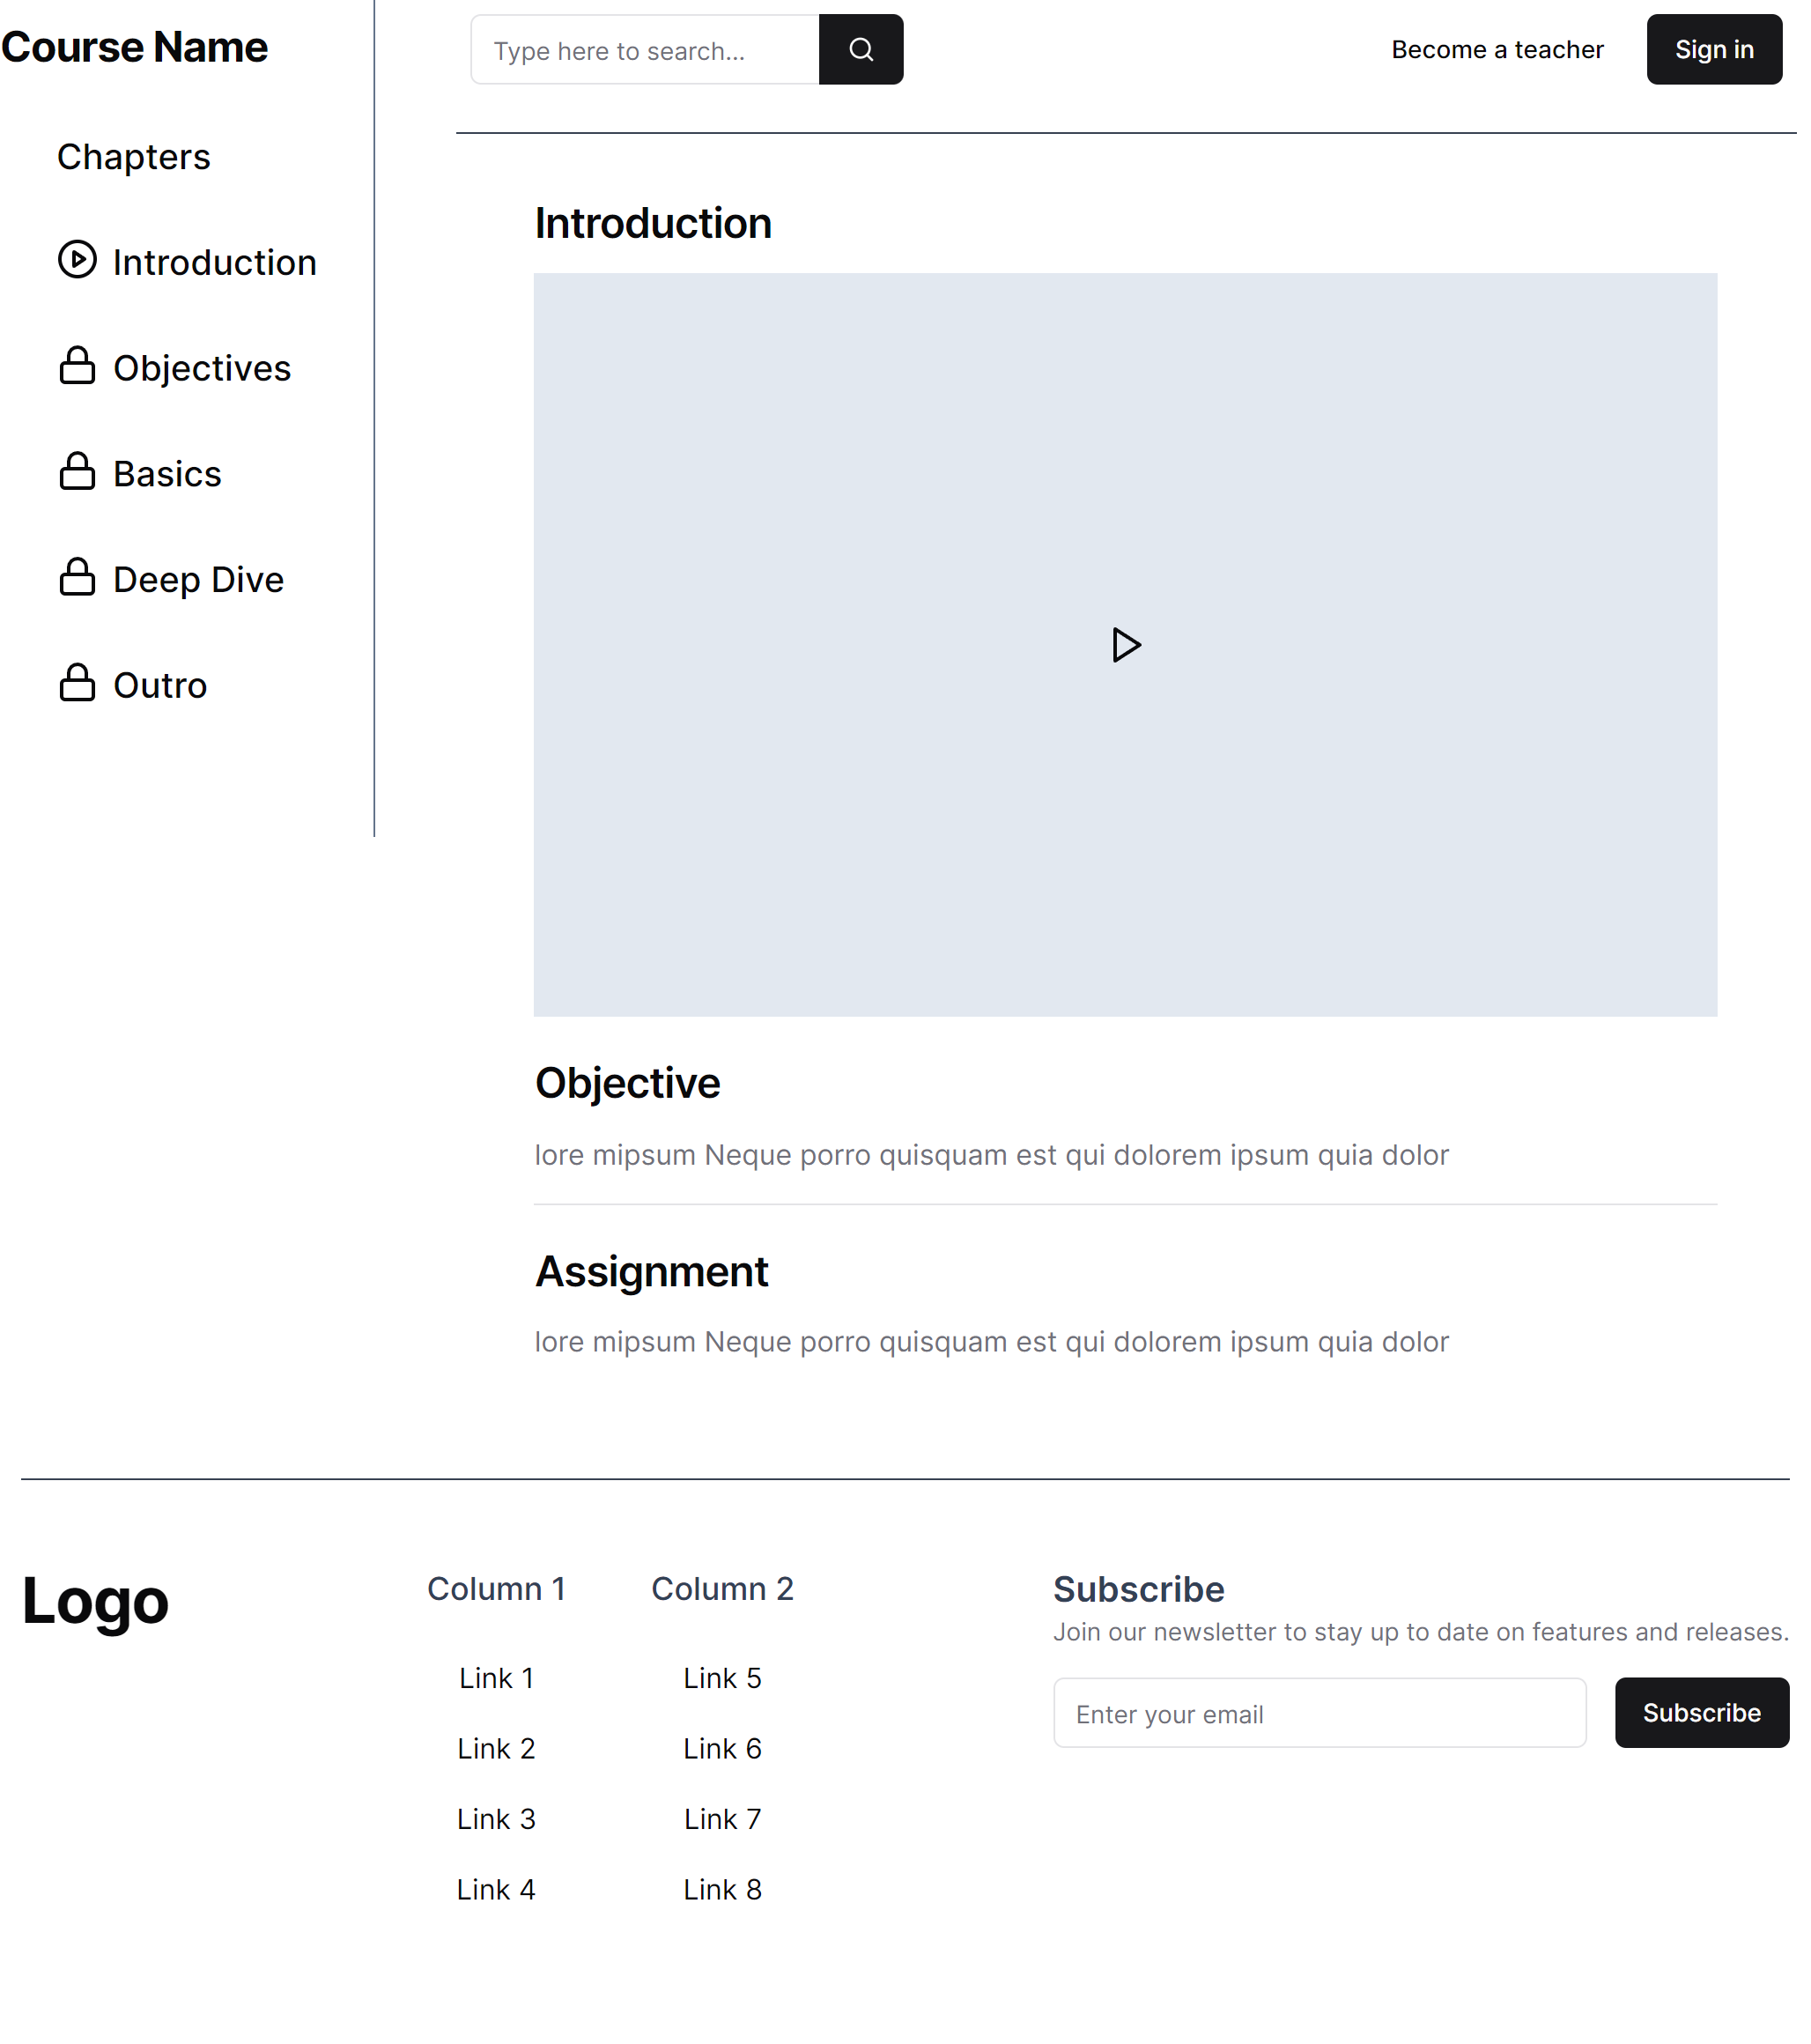 Course Name
Chapters
Introduction
Objectives
Basics
Deep Dive
Outro
Type here to search...
Become a teacher
Sign in
Introduction
Objective
lore mipsum Neque porro quisquam est qui dolorem ipsum quia dolor
Assignment
lore mipsum Neque porro quisquam est qui dolorem ipsum quia dolor
Logo
Column 1
Link 1
Link 2
Link 3
Link 4
Column 2
Link 5
Link 6
Link 7
Link 8
Subscribe
Join our newsletter to stay up to date on features and releases.
Enter your email
Subscribe